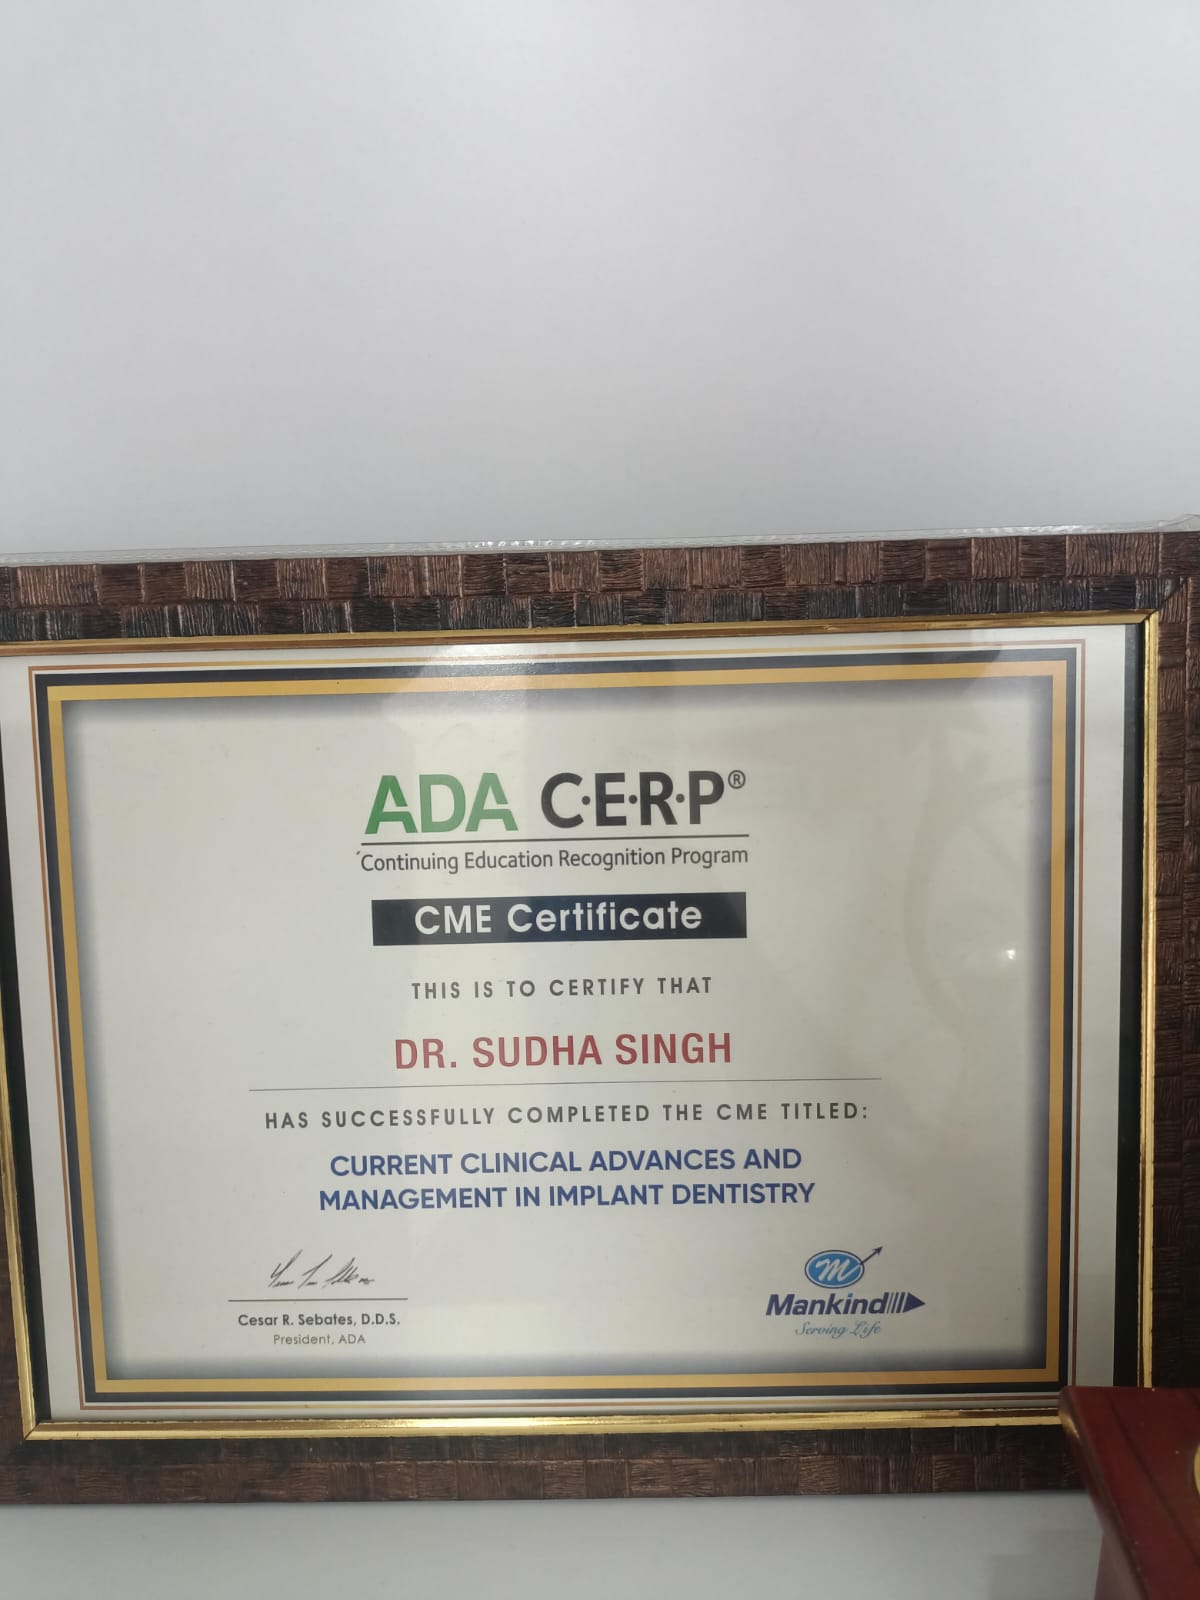 ADA C·E·R·P®
Continuing Education Recognition Program
CME Certificate
THIS IS TO CERTIFY THAT
DR. SUDHA SINGH
HAS SUCCESSFULLY COMPLETED THE CME TITLED:
CURRENT CLINICAL ADVANCES AND
MANAGEMENT IN IMPLANT DENTISTRY
Cesar R. Sebates, D.D.S.
President, ADA
m
Mankind
Serving Life